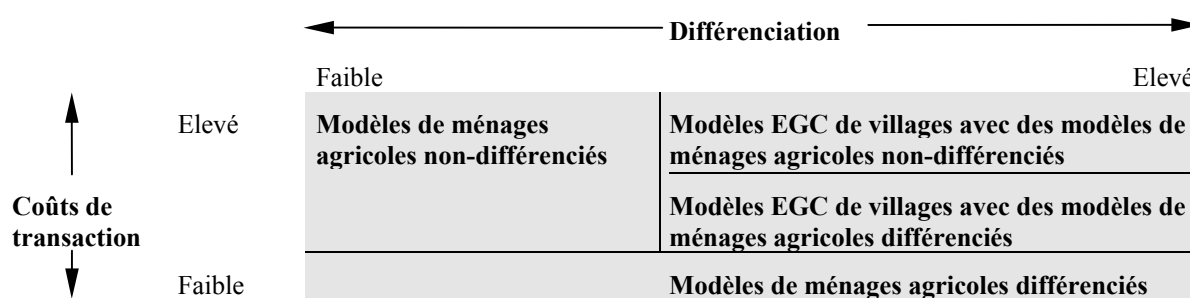 Différenciation
Faible Elevé
Elevé Modèles de ménages Modèles EGC de villages avec des modèles de
agricoles non-différenciés ménages agricoles non-différenciés
Coûts de Modèles EGC de villages avec des modèles de
transaction ménages agricoles différenciés
Faible Modèles de ménages agricoles différenciés